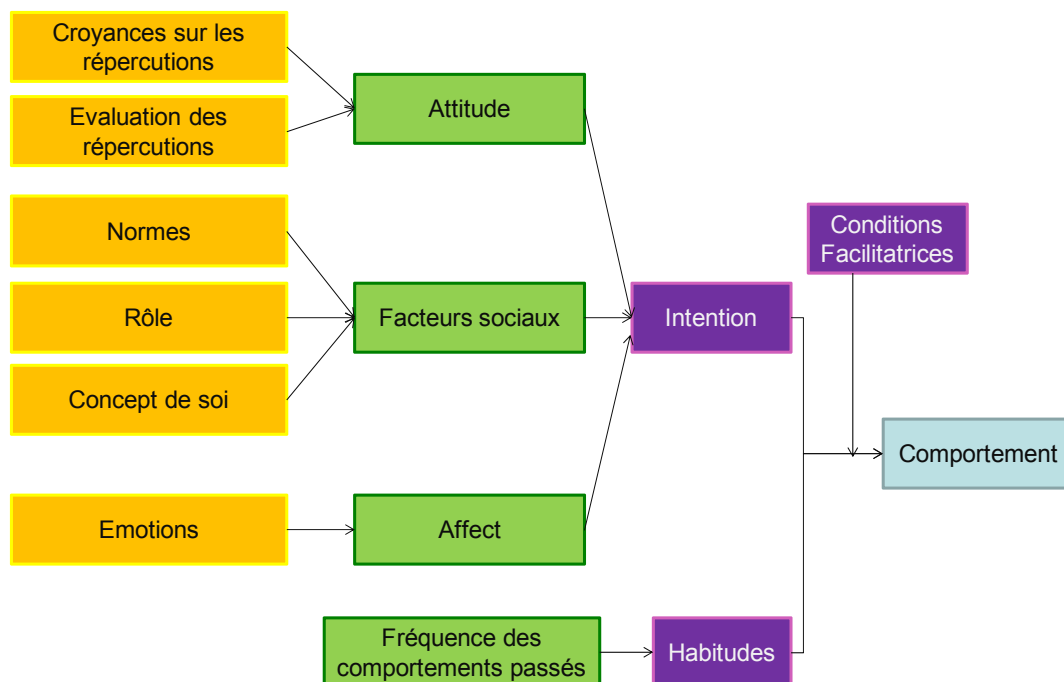 Croyances sur les
répercutions
Evaluation des
répercutions
Attitude
Normes
Rôle
Concept de soi
Facteurs sociaux
Intention
Conditions
Facilitatrices
Comportement
Emotions
Affect
Fréquence des
comportements passés
Habitudes